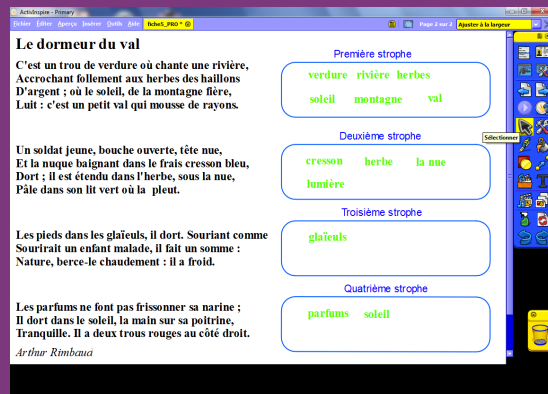 ActivInspire - Primary
Fichier Editer Aperçu Insérer Outils Aide fiche5_PRO * Page 2 sur 2 Ajuster à la largeur
Le dormeur du val
C'est un trou de verdure où chante une rivière,
Accrochant follement aux herbes des haillons
D'argent ; où le soleil, de la montagne fière,
Luit : c'est un petit val qui mousse de rayons.
Un soldat jeune, bouche ouverte, tête nue,
Et la nuque baignant dans le frais cresson bleu,
Dort ; il est étendu dans l'herbe, sous la nue,
Pâle dans son lit vert où la pleut.
Les pieds dans les glaïeuls, il dort. Souriant comme
Sourirait un enfant malade, il fait un somme :
Nature, berce-le chaudement : il a froid.
Les parfums ne font pas frissonner sa narine ;
Il dort dans le soleil, la main sur sa poitrine,
Tranquille. Il a deux trous rouges au côté droit.
Arthur Rimbaud
Première strophe
verdure rivière herbes
soleil montagne val
Deuxième strophe
cresson herbe la nue
lumière
Troisième strophe
glaïeuls
Quatrième strophe
parfums soleil
Sélectionner